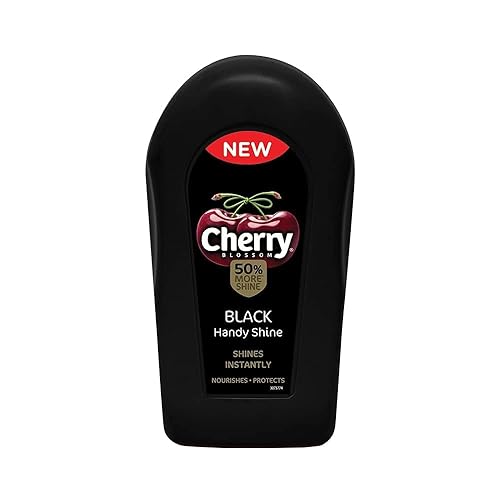 NEW
Cherry®
BLOSSOM
50%
MORE
SHINE
BLACK
Handy Shine
SHINES
INSTANTLY
NOURISHES • PROTECTS